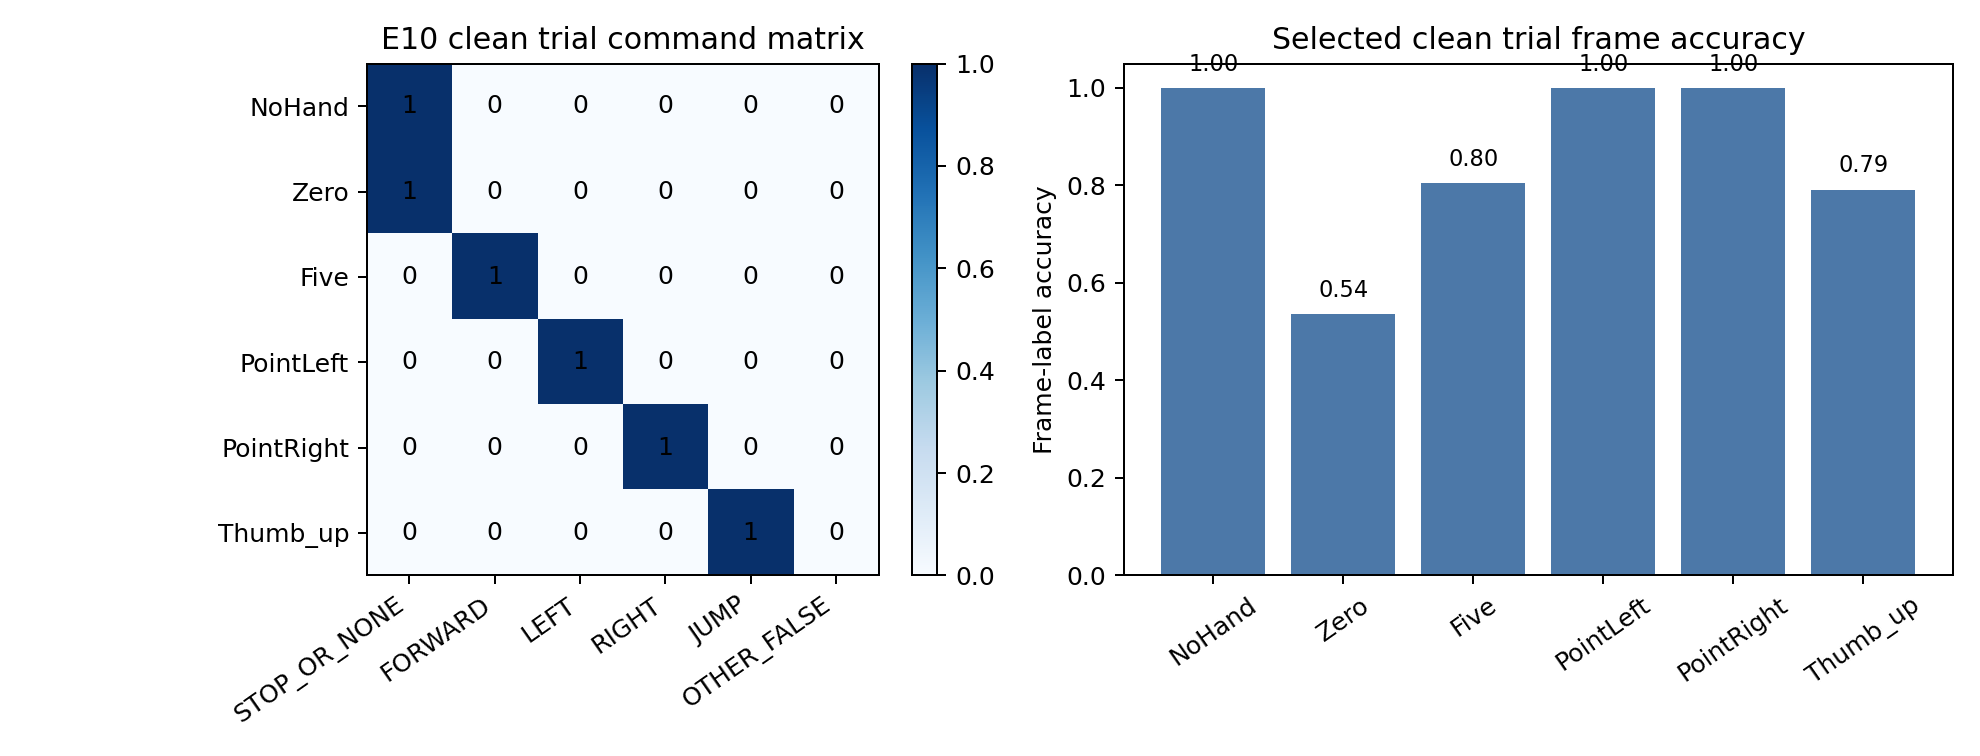 E10 clean trial command matrix
NoHand 1 0 0 0 0 0
Zero 1 0 0 0 0 0
Five 0 1 0 0 0 0
PointLeft 0 0 1 0 0 0
PointRight 0 0 0 1 0 0
Thumb_up 0 0 0 0 1 0
STOP_OR_NONE
FORWARD
LEFT
RIGHT
JUMP
OTHER_FALSE
1.0
0.8
0.6
0.4
0.2
0.0
Selected clean trial frame accuracy
Frame-label accuracy
1.0
0.8
0.6
0.4
0.2
0.0
1.00
0.54
0.80
1.00
1.00
0.79
NoHand
Zero
Five
PointLeft
PointRight
Thumb_up